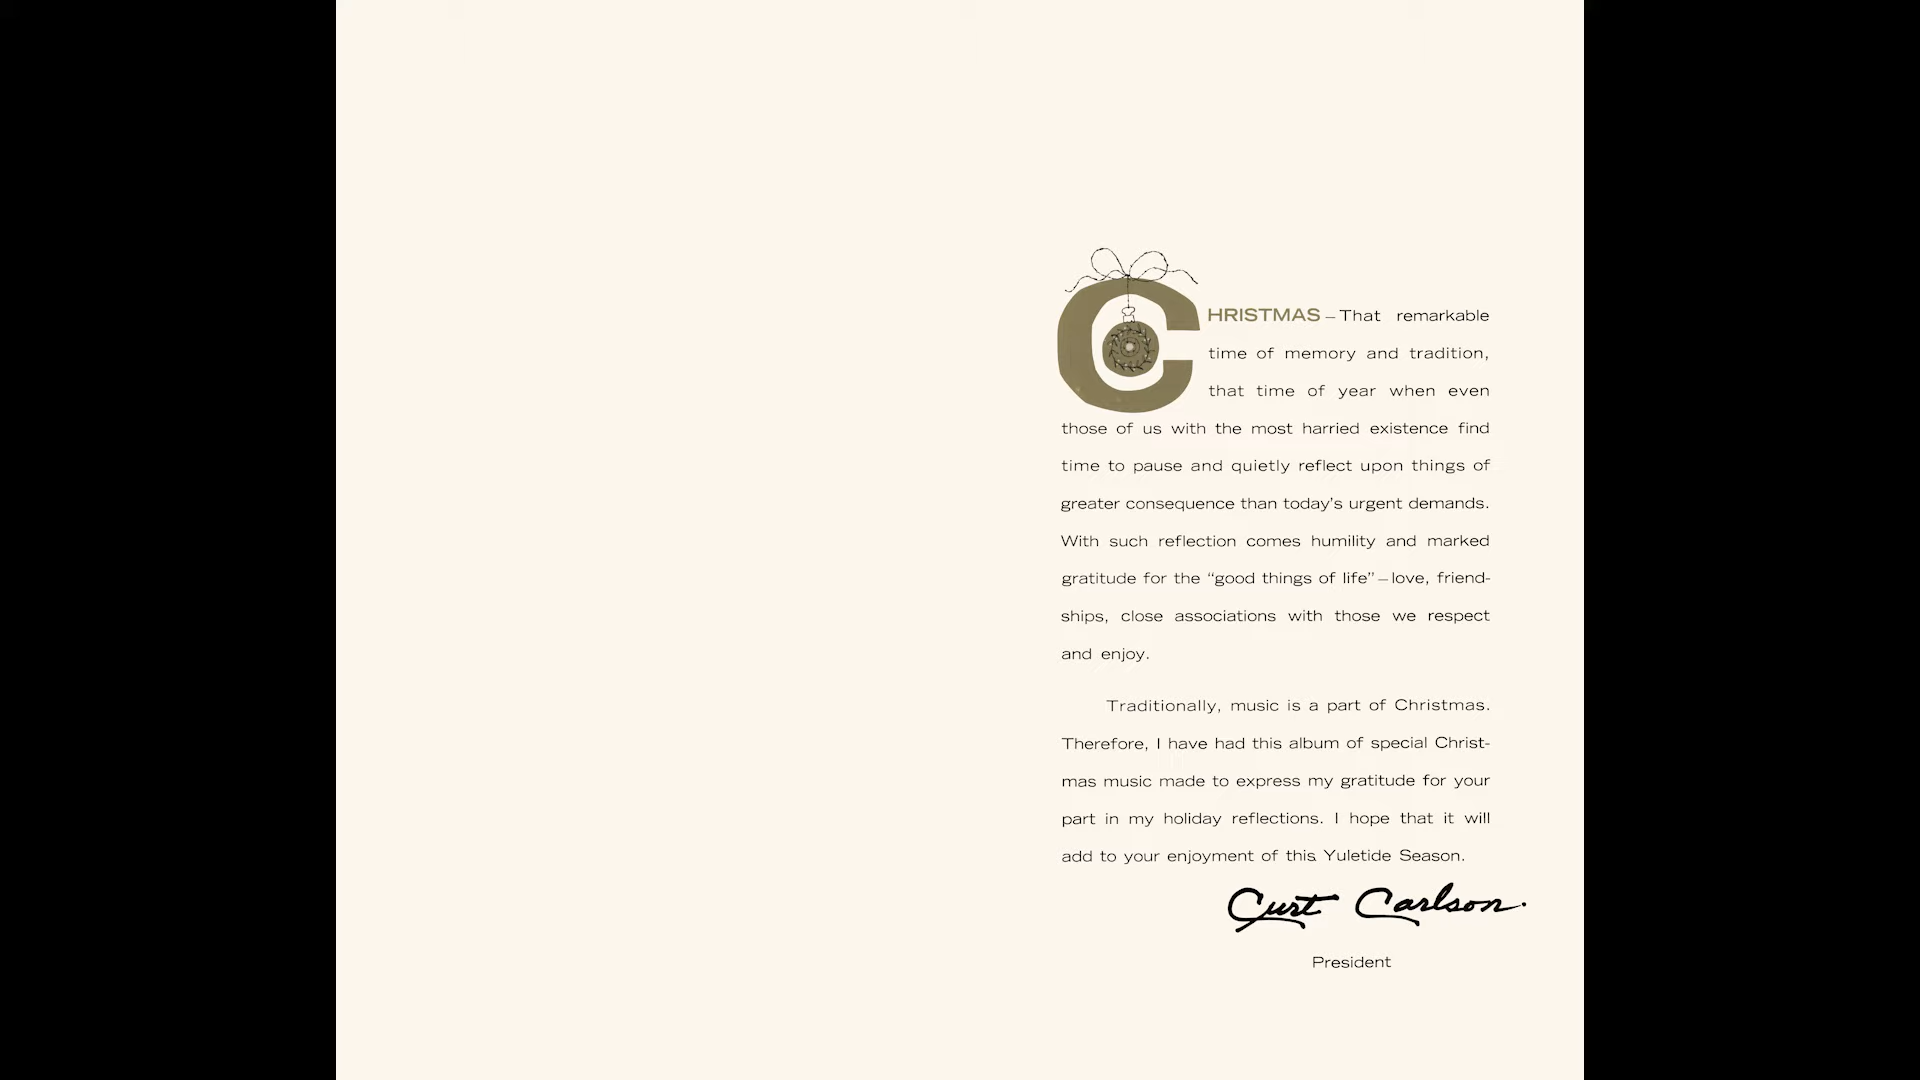 CHRISTMAS – That remarkable
time of memory and tradition,
that time of year when even
those of us with the most harried existence find
time to pause and quietly reflect upon things of
greater consequence than today's urgent demands.
With such reflection comes humility and marked
gratitude for the “good things of life” – love, friend-
ships, close associations with those we respect
and enjoy.
Traditionally, music is a part of Christmas.
Therefore, I have had this album of special Christ-
mas music made to express my gratitude for your
part in my holiday reflections. I hope that it will
add to your enjoyment of this Yuletide Season.
Curt Carlson.
President